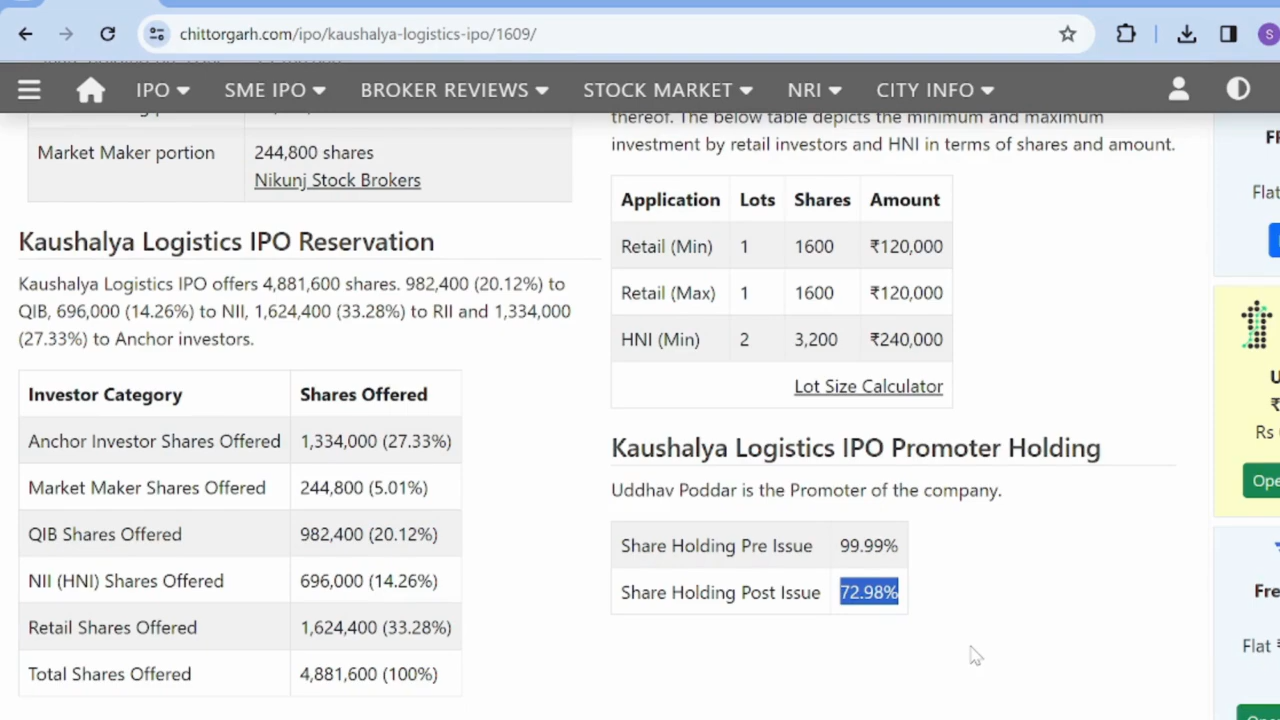 chittorgarh.com/ipo/kaushalya-logistics-ipo/1609/
S
IPO SME IPO BROKER REVIEWS STOCK MARKET NRI CITY INFO
Market Maker portion 244,800 shares
Nikunj Stock Brokers
Kaushalya Logistics IPO Reservation
Kaushalya Logistics IPO offers 4,881,600 shares. 982,400 (20.12%) to
QIB, 696,000 (14.26%) to NII, 1,624,400 (33.28%) to RII and 1,334,000
(27.33%) to Anchor investors.
Investor Category Shares Offered
Anchor Investor Shares Offered 1,334,000 (27.33%)
Market Maker Shares Offered 244,800 (5.01%)
QIB Shares Offered 982,400 (20.12%)
NII (HNI) Shares Offered 696,000 (14.26%)
Retail Shares Offered 1,624,400 (33.28%)
Total Shares Offered 4,881,600 (100%)
thereof. The below table depicts the minimum and maximum
investment by retail investors and HNI in terms of shares and amount.
Application Lots Shares Amount
Retail (Min) 1 1600 ₹120,000
Retail (Max) 1 1600 ₹120,000
HNI (Min) 2 3,200 ₹240,000
Lot Size Calculator
Kaushalya Logistics IPO Promoter Holding
Uddhav Poddar is the Promoter of the company.
Share Holding Pre Issue 99.99%
Share Holding Post Issue 72.98%
Flat
Rs
Flat ₹